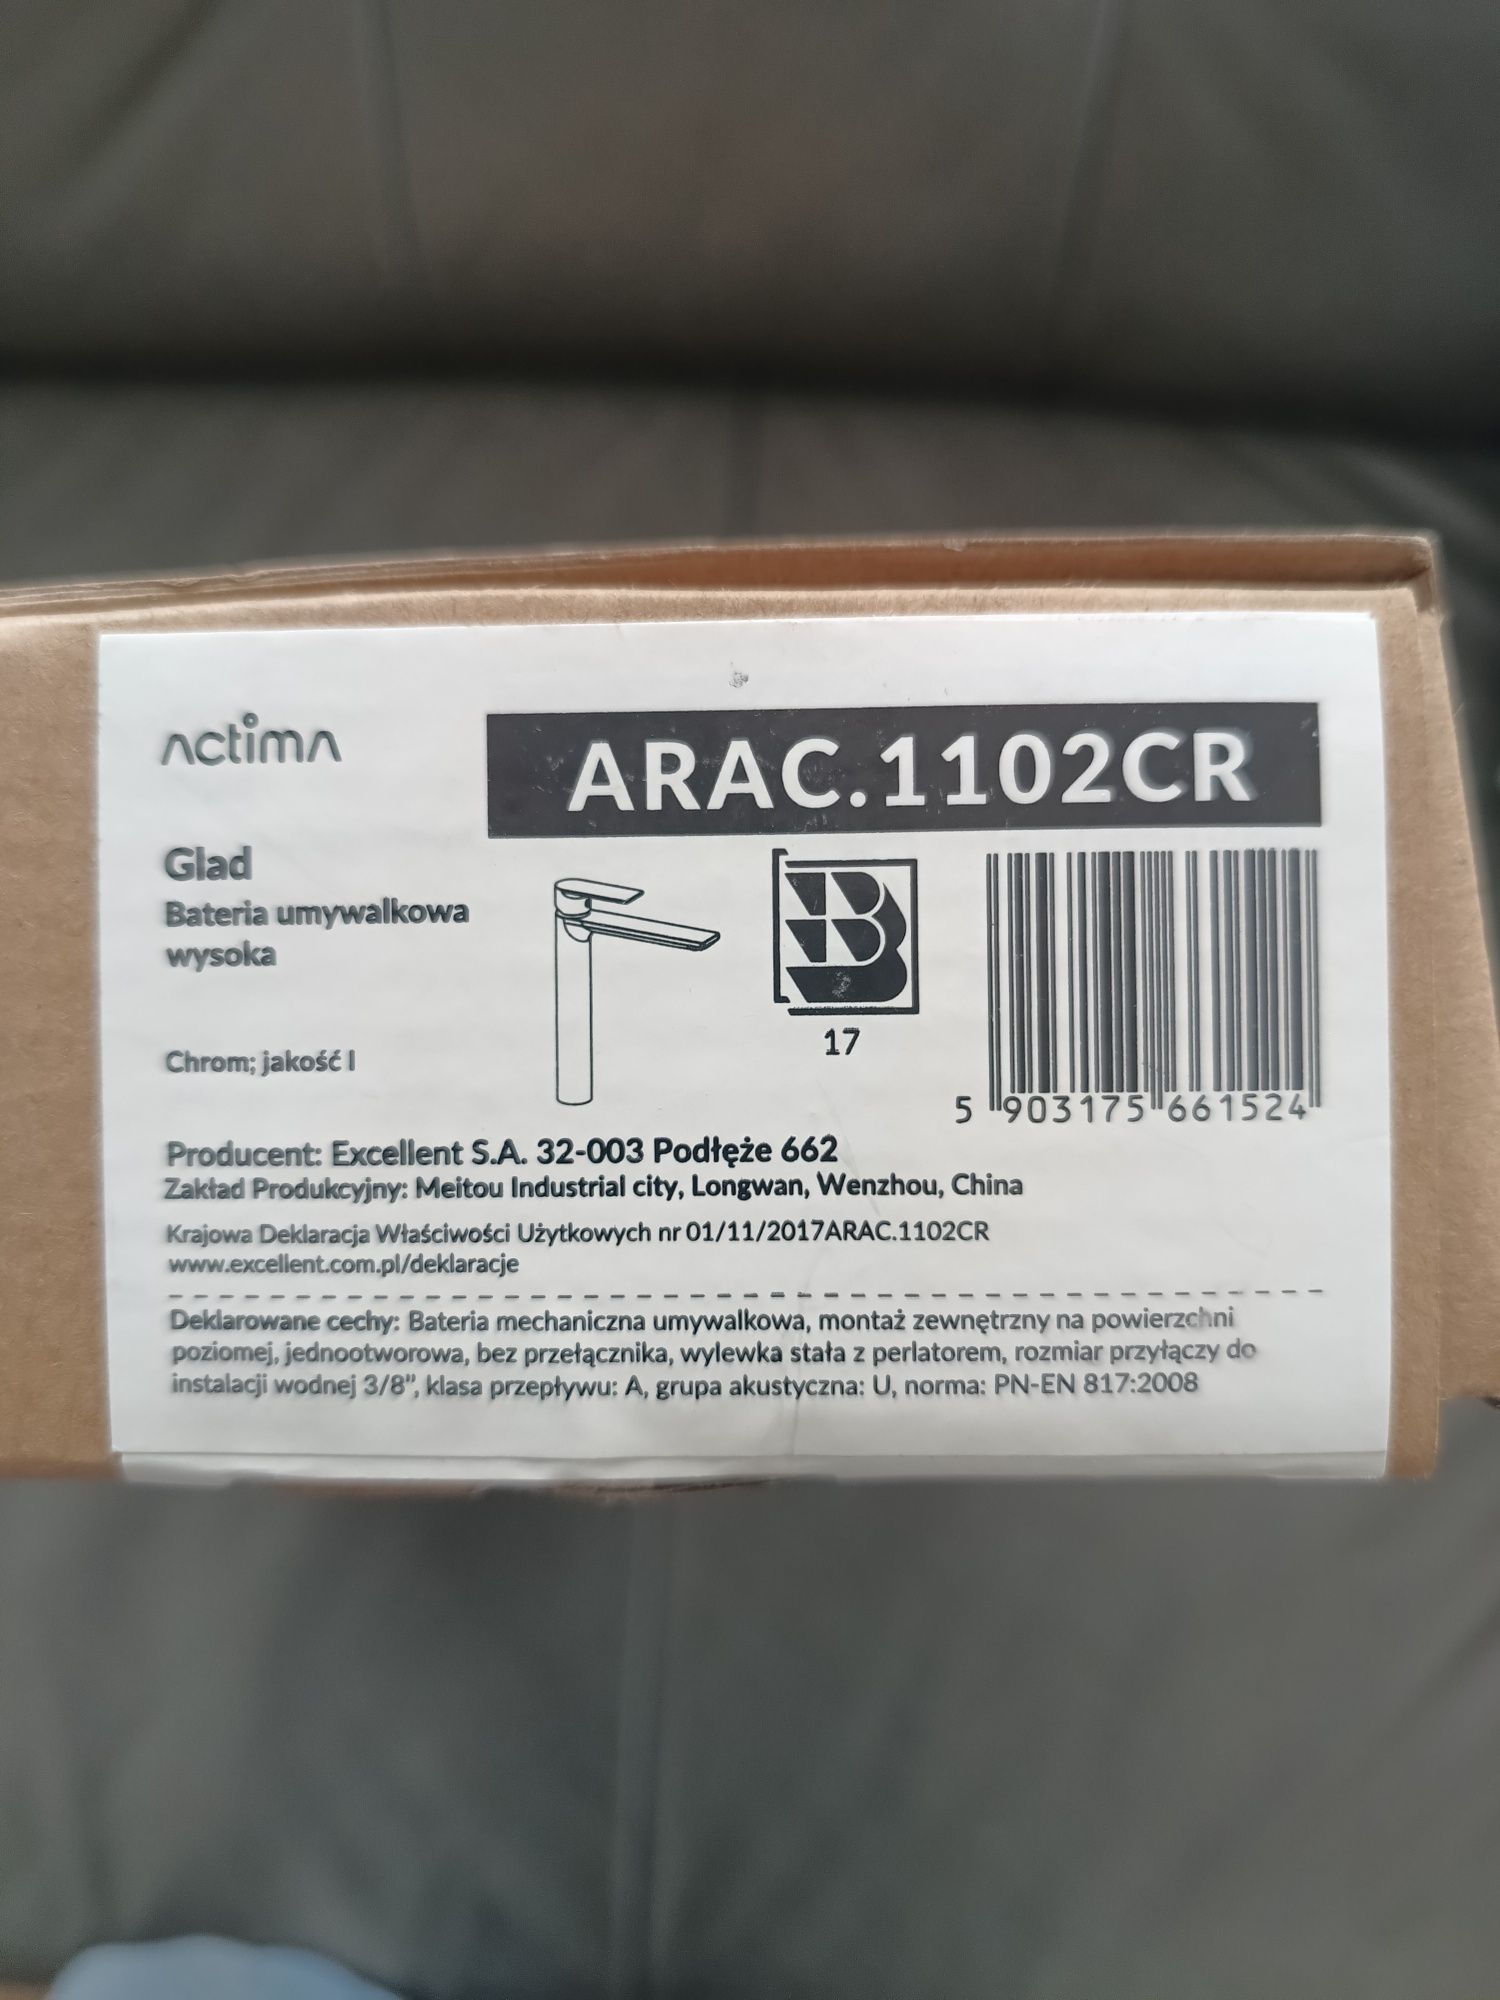 actima
ARAC.1102CR
Glad
Bateria umywalkowa
wysoka
Chrom; jakość I
17
5 903175 661524
Producent: Excellent S.A. 32-003 Podłęże 662
Zakład Produkcyjny: Meitou Industrial city, Longwan, Wenzhou, China
Krajowa Deklaracja Właściwości Użytkowych nr 01/11/2017ARAC.1102CR
www.excellent.com.pl/deklaracje
Deklarowane cechy: Bateria mechaniczna umywalkowa, montaż zewnętrzny na powierzchni
poziomej, jednootworowa, bez przełącznika, wylewka stała z perlatorem, rozmiar przyłączy do
instalacji wodnej 3/8", klasa przepływu: A, grupa akustyczna: U, norma: PN-EN 817:2008